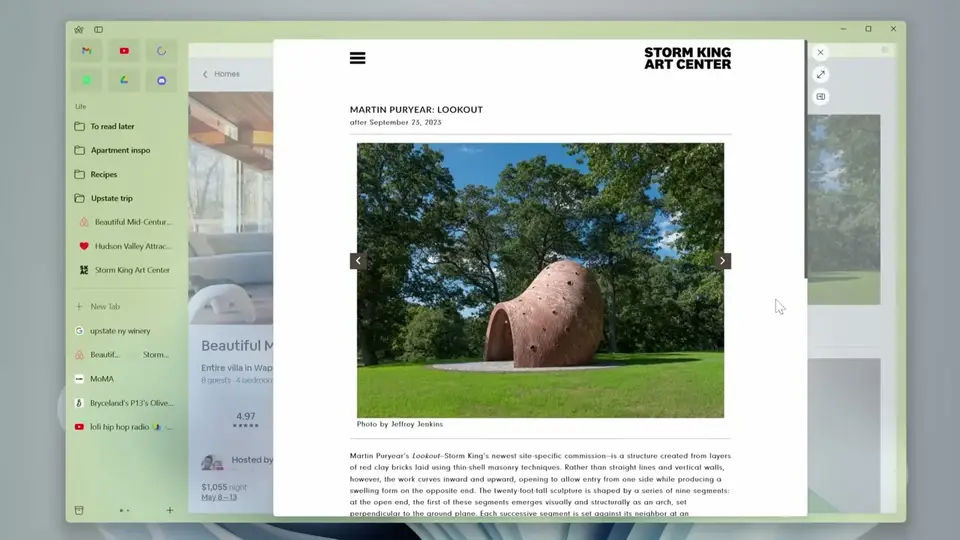 Life
To read later
Apartment inspo
Recipes
Upstate trip
Beautiful Mid-Centur...
Hudson Valley Attrac...
Storm King Art Center
New Tab
upstate ny winery
Beautif... Storm...
MoMA
Bryceland's P13's Olive...
lofi hip hop radio
Homes
Beautiful M
Entire villa in Wap
8 guests · 4 bedroom
4.97
Hosted by
$1,055 night
May 8 – 13
STORM KING
ART CENTER
MARTIN PURYEAR: LOOKOUT
after September 23, 2023
Photo by Jeffrey Jenkins
Martin Puryear's Lookout—Storm King's newest site-specific commission—is a structure created from layers
of red clay bricks laid using thin-shell masonry techniques. Rather than straight lines and vertical walls,
however, the work curves inward and upward, opening to allow entry from one side while producing a
swelling form on the opposite end. The twenty-foot-tall sculpture is shaped by a series of nine segments:
at the open end, the first of these segments emerges visually and structurally as an arch, set
perpendicular to the ground plane. Each successive segment is set against its neighbor at an